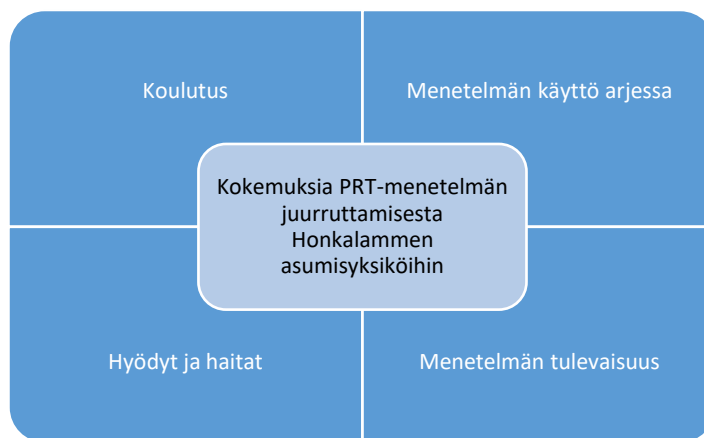 Koulutus
Menetelmän käyttö arjessa
Kokemuksia PRT-menetelmän
juurruttamisesta
Honkalammen
asumisyksiköihin
Hyödyt ja haitat
Menetelmän tulevaisuus